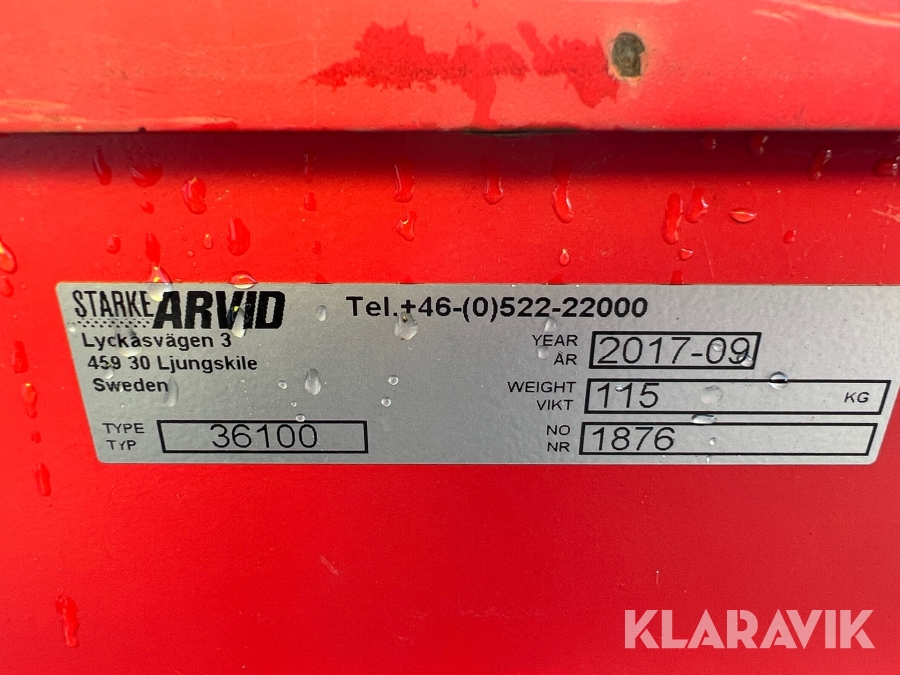 STARKE ARVID
Tel.+46-(0)522-22000
Lyckåsvägen 3
459 30 Ljungskile
Sweden
YEAR
ÅR
2017-09
WEIGHT
VIKT
115
KG
TYPE
TYP
36100
NO
NR
1876
KLARAVIK